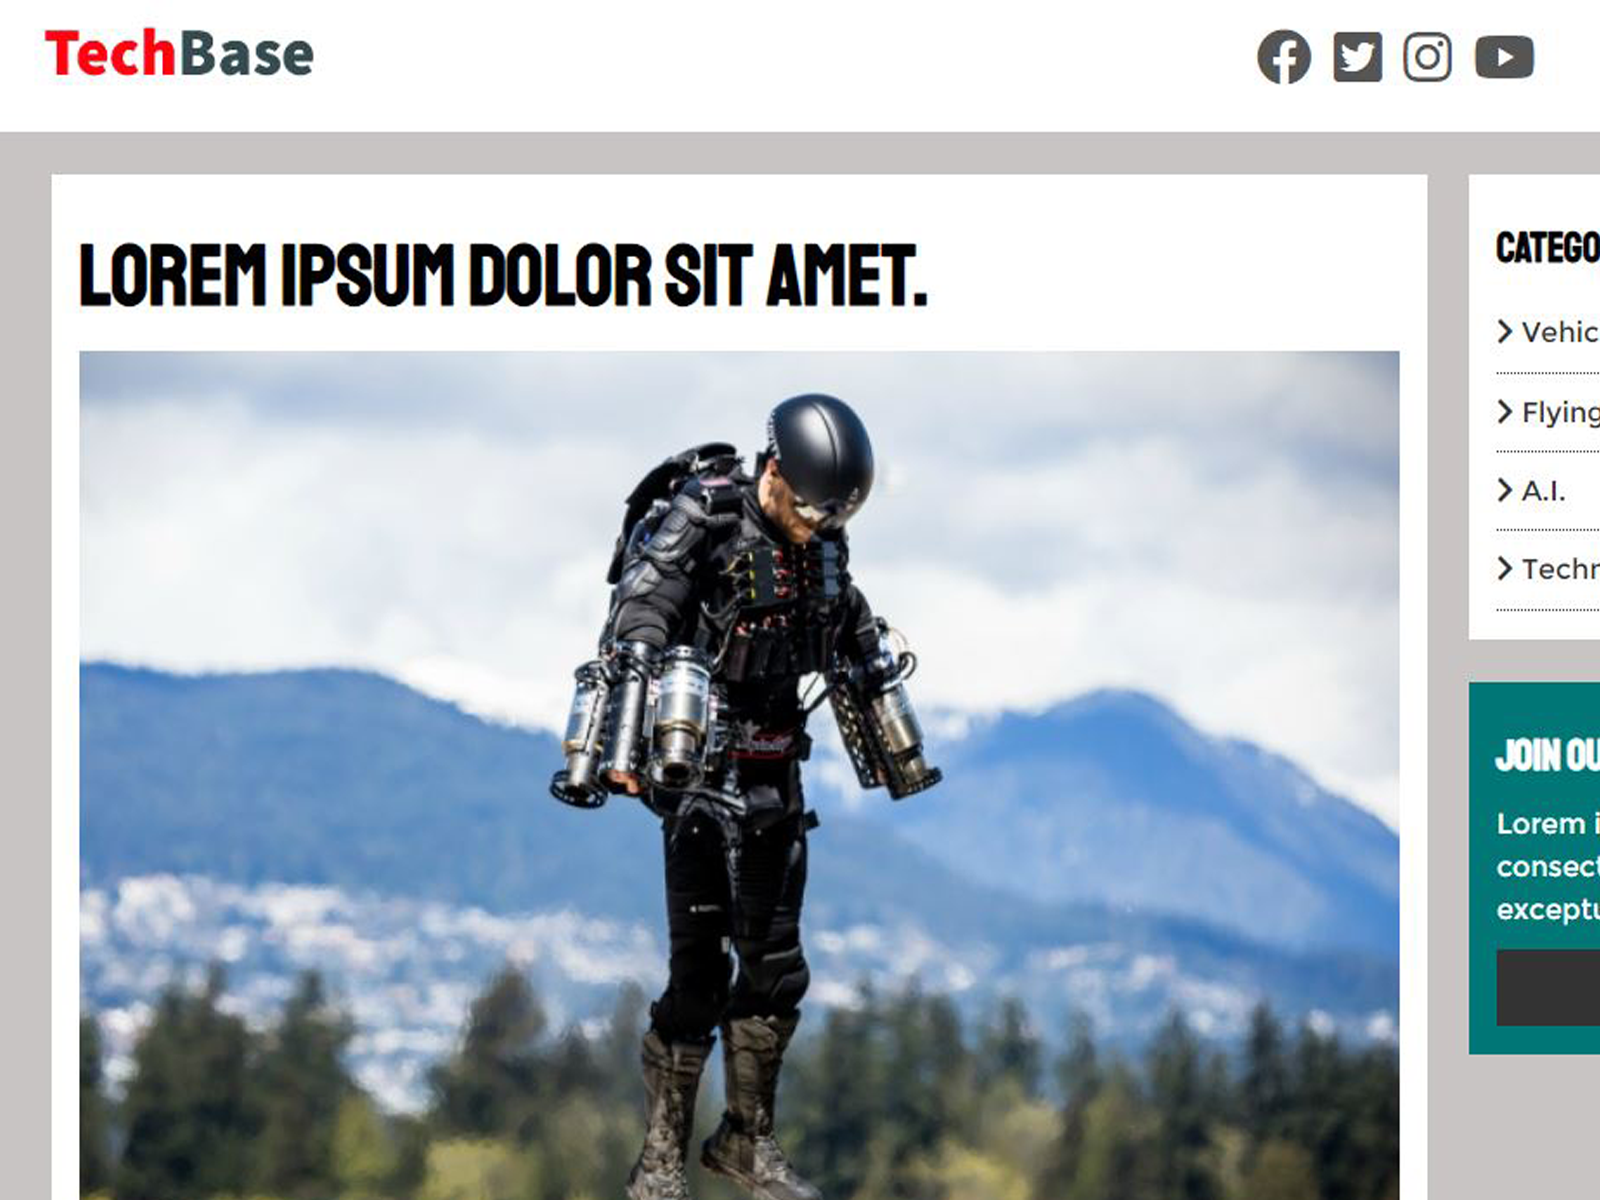 TechBase
LOREM IPSUM DOLOR SIT AMET.
CATEGO
Vehic
Flying
A.I.
Techn
JOIN OU
Lorem i
consect
exceptu